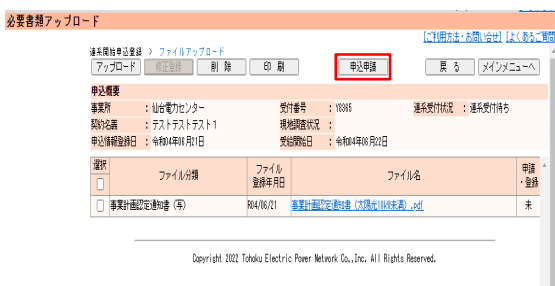 必要書類アップロード
【ご利用方法・お問い合せ】【よくあるご質問
連系開始申込登録 > ファイルアップロード
アップロード 修正登録 削 除 印 刷 申込申請 戻 る メインメニューへ
申込概要
事業所 : 仙台電力センター 受付番号 : Y8385 連系受付状況 : 連系受付待ち
契約名義 : テストテストテスト1 現地調査状況 :
申込情報登録日 : 令和04年06月21日 受給開始日 : 令和04年06月22日
選択 ファイル分類 ファイル登録年月日 ファイル名 申請・登録
事業計画認定通知書（写） R04/06/21 事業計画認定通知書（太陽光10kW未満）.pdf 未
Copyright 2022 Tohoku Electric Power Network Co.,Inc. All Rights Reserved.